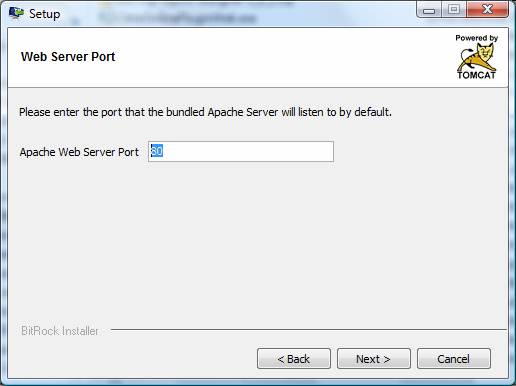 Setup
Web Server Port
Powered by
TOMCAT
Please enter the port that the bundled Apache Server will listen to by default.
Apache Web Server Port 80
BitRock Installer
< Back Next > Cancel